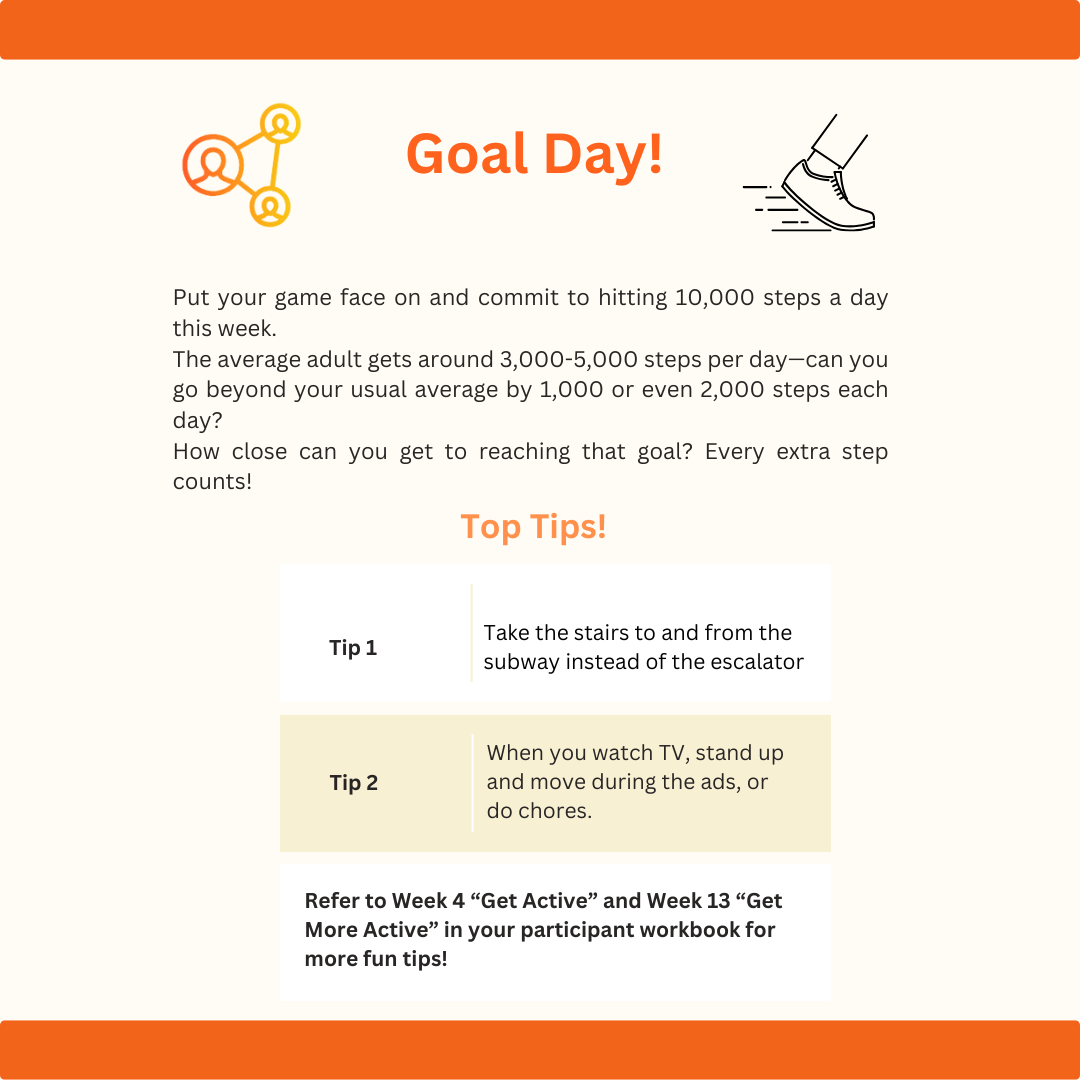 Goal Day!
Put your game face on and commit to hitting 10,000 steps a day
this week.
The average adult gets around 3,000-5,000 steps per day—can you
go beyond your usual average by 1,000 or even 2,000 steps each
day?
How close can you get to reaching that goal? Every extra step
counts!
Top Tips!
Tip 1
Take the stairs to and from the
subway instead of the escalator
Tip 2
When you watch TV, stand up
and move during the ads, or
do chores.
Refer to Week 4 “Get Active” and Week 13 “Get
More Active” in your participant workbook for
more fun tips!